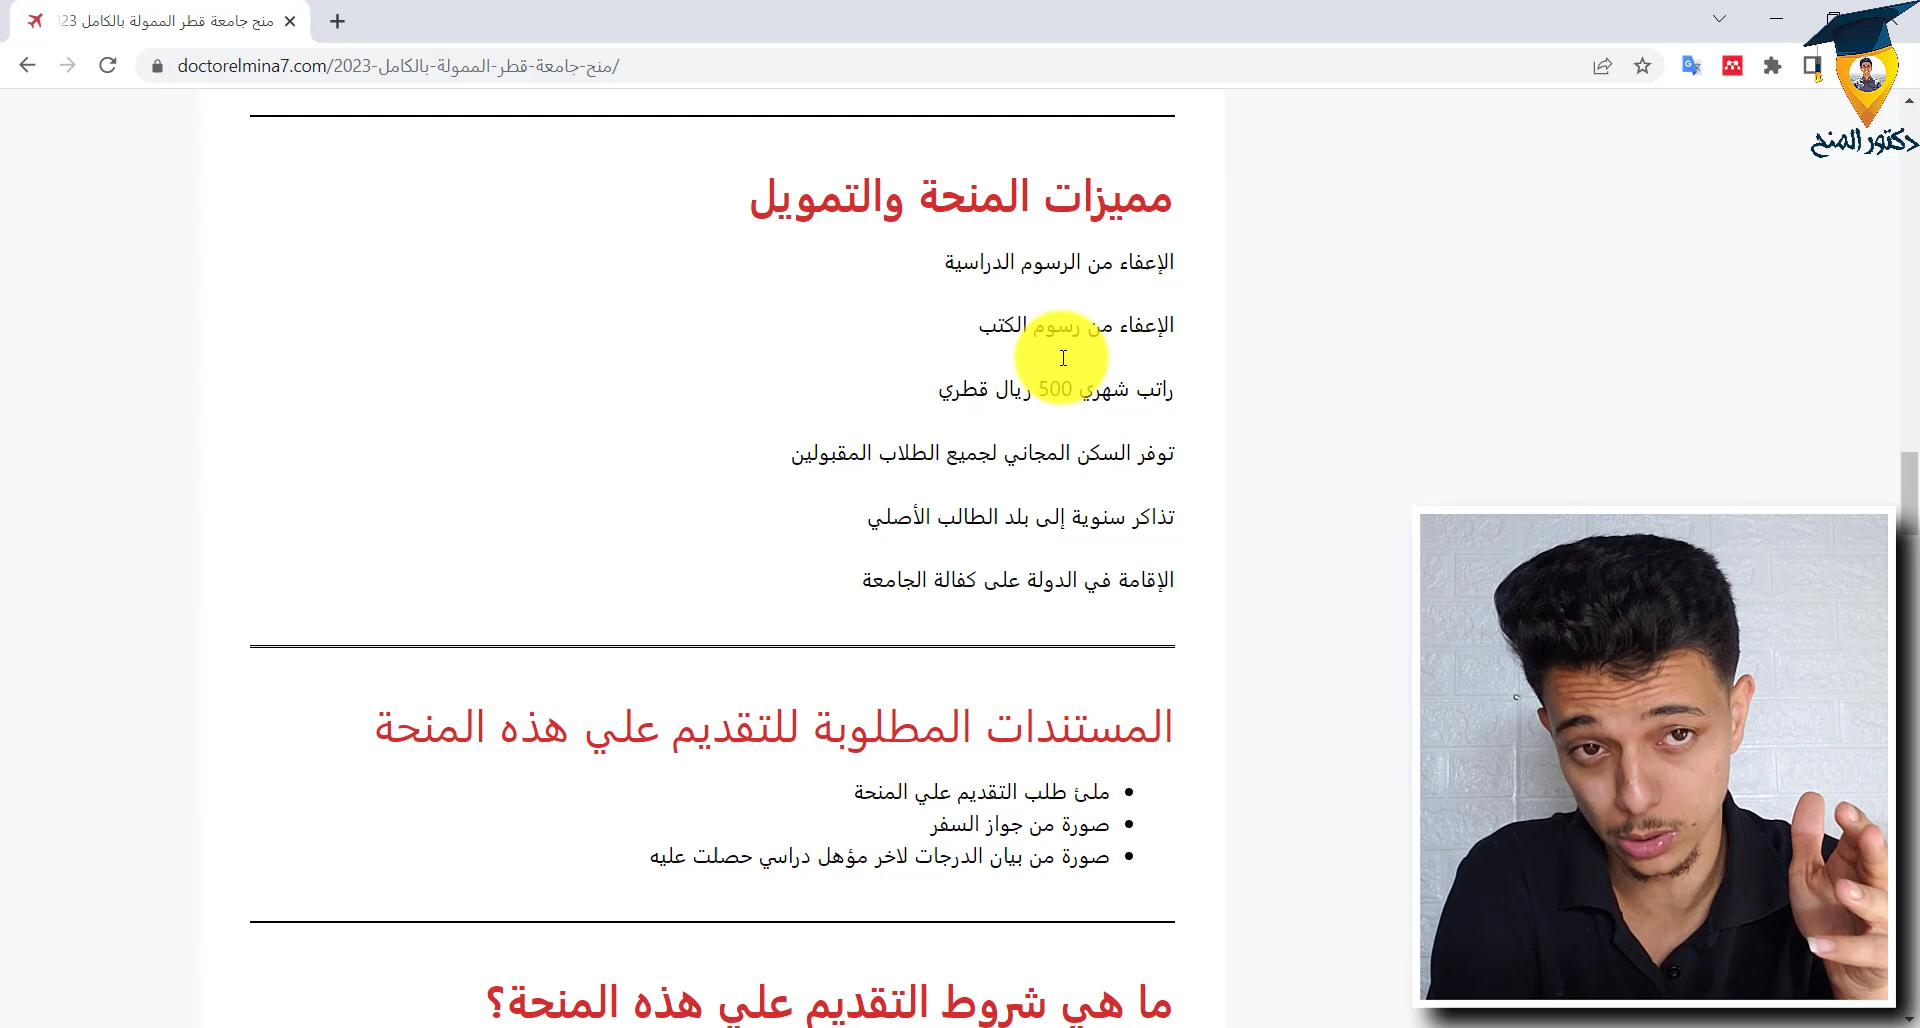 منح جامعة قطر الممولة بالكامل 23
doctorelmina7.com/2023-منح-جامعة-قطر-الممولة-بالكامل/
دكتور المنح
مميزات المنحة والتمويل
الإعفاء من الرسوم الدراسية
الإعفاء من رسوم الكتب
راتب شهري 500 ريال قطري
توفر السكن المجاني لجميع الطلاب المقبولين
تذاكر سنوية إلى بلد الطالب الأصلي
الإقامة في الدولة على كفالة الجامعة
المستندات المطلوبة للتقديم علي هذه المنحة
ملئ طلب التقديم علي المنحة
صورة من جواز السفر
صورة من بيان الدرجات لاخر مؤهل دراسي حصلت عليه
ما هي شروط التقديم علي هذه المنحة؟